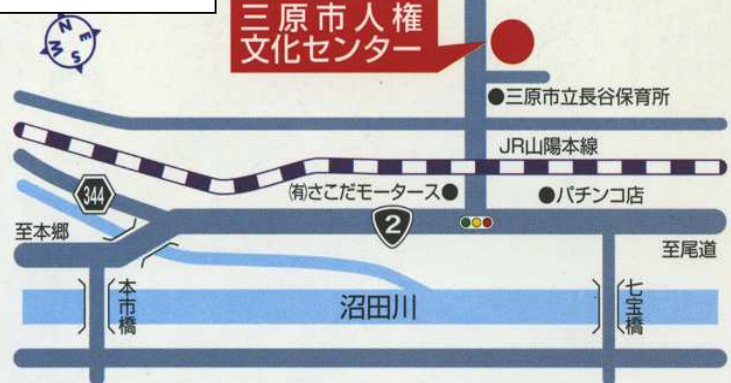 N
E
W
S
三原市人権
文化センター
●三原市立長谷保育所
JR山陽本線
344
㈲さこだモータース●
●パチンコ店
2
至本郷
至尾道
本市橋
沼田川
七宝橋